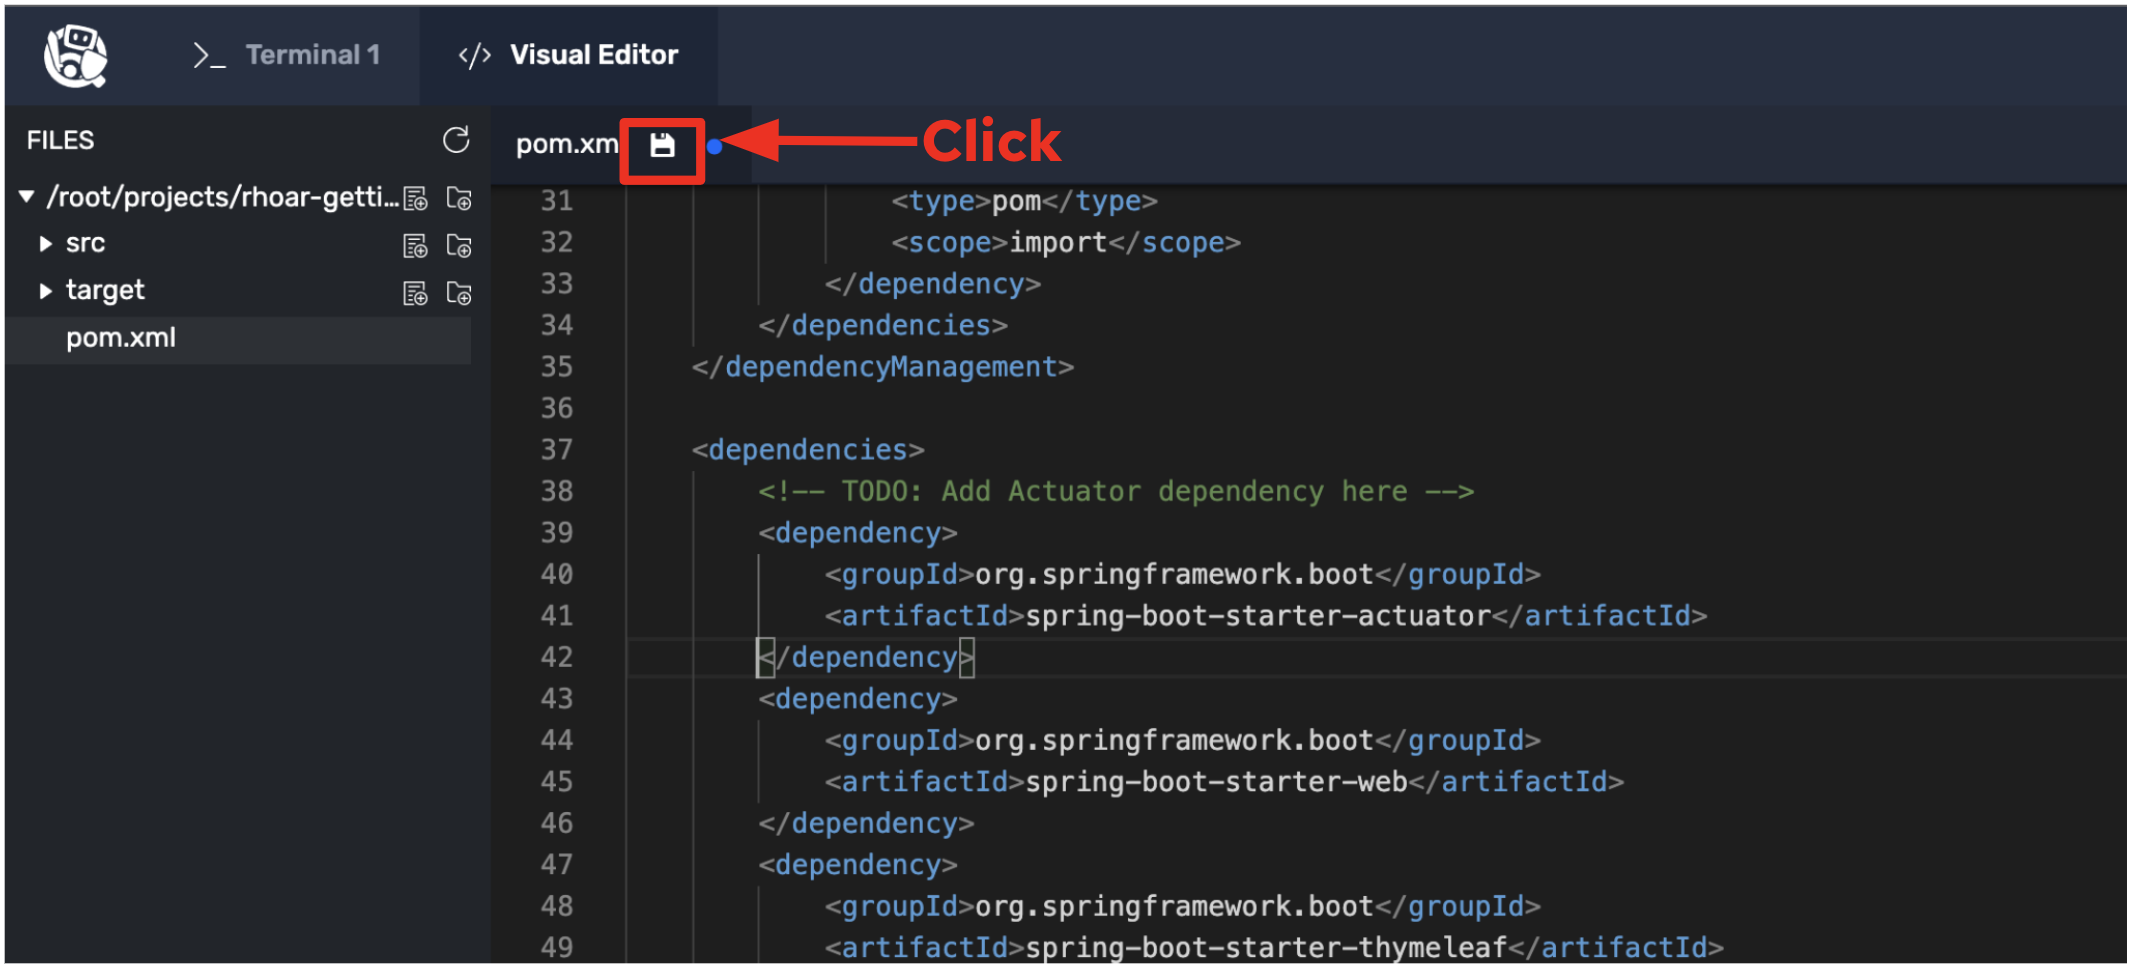 >_ Terminal 1
</> Visual Editor
FILES
pom.xm
Click
/root/projects/rhoar-getti...
src
target
pom.xml
31 <type>pom</type>
32 <scope>import</scope>
33 </dependency>
34 </dependencies>
35 </dependencyManagement>
36
37 <dependencies>
38 <!-- TODO: Add Actuator dependency here -->
39 <dependency>
40 <groupId>org.springframework.boot</groupId>
41 <artifactId>spring-boot-starter-actuator</artifactId>
42 </dependency>
43 <dependency>
44 <groupId>org.springframework.boot</groupId>
45 <artifactId>spring-boot-starter-web</artifactId>
46 </dependency>
47 <dependency>
48 <groupId>org.springframework.boot</groupId>
49 <artifactId>spring-boot-starter-thymeleaf</artifactId>